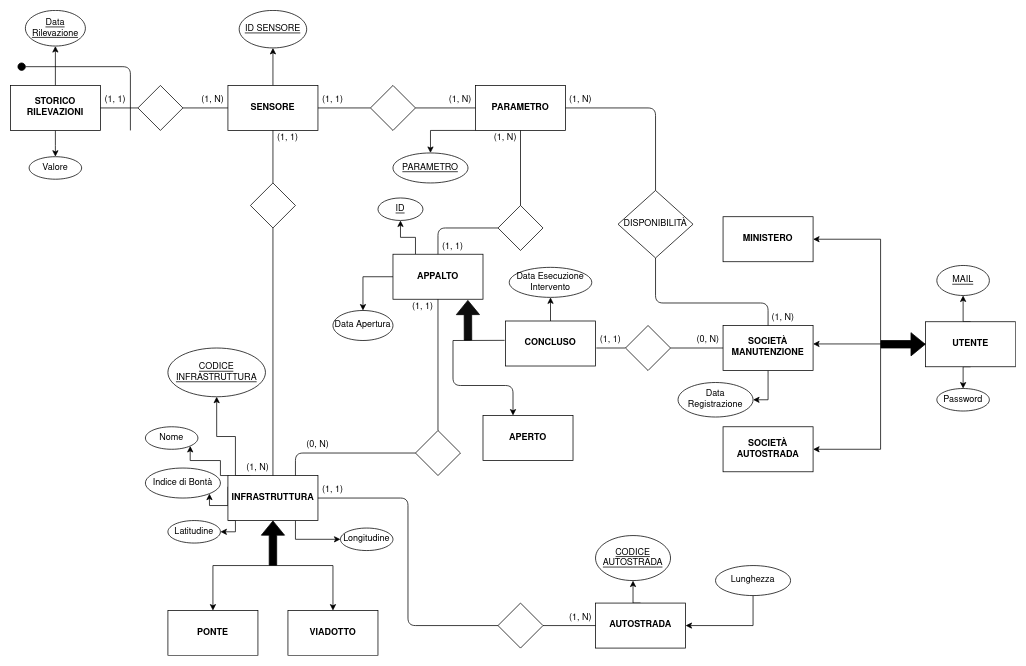 Data
Rilevazione
ID SENSORE
STORICO
RILEVAZIONI
(1, 1)
(1, N)
SENSORE
(1, 1)
(1, N)
PARAMETRO
(1, N)
(1, 1)
(1, N)
Valore
PARAMETRO
ID
DISPONIBILITÀ
MINISTERO
(1, 1)
APPALTO
Data Esecuzione
Intervento
MAIL
(1, 1)
Data Apertura
(1, N)
CONCLUSO
(1, 1)
(0, N)
SOCIETÀ
MANUTENZIONE
UTENTE
CODICE
INFRASTRUTTURA
Data
Registrazione
Password
Nome
APERTO
(0, N)
SOCIETÀ
AUTOSTRADA
(1, N)
Indice di Bontà
INFRASTRUTTURA
(1, 1)
Latitudine
Longitudine
CODICE
AUTOSTRADA
Lunghezza
PONTE
VIADOTTO
(1, N)
AUTOSTRADA